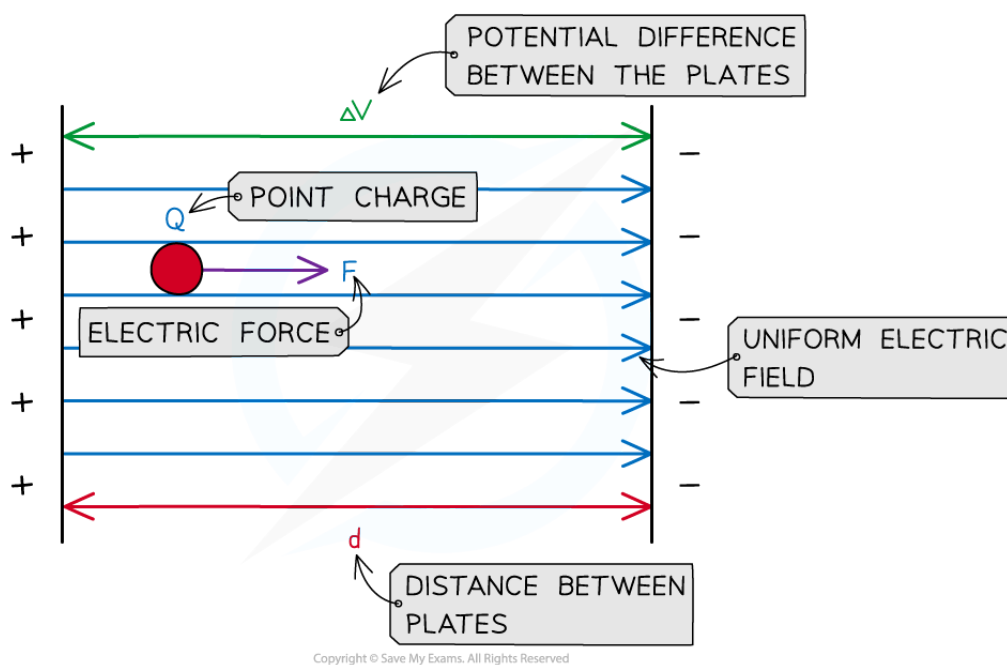 POTENTIAL DIFFERENCE
BETWEEN THE PLATES
ΔV
+ −
POINT CHARGE
Q
+ −
F
+ −
ELECTRIC FORCE
UNIFORM ELECTRIC
FIELD
+ −
+ −
d
DISTANCE BETWEEN
PLATES
Copyright © Save My Exams. All Rights Reserved